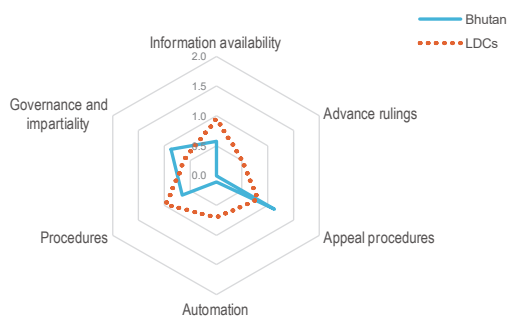 Bhutan
LDCs
Information availability
2.0
1.5
1.0
0.5
0.0
Governance and
impartiality
Advance rulings
Procedures
Appeal procedures
Automation